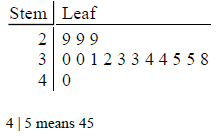 Stem | Leaf
2 | 9 9 9
3 | 0 0 1 2 3 3 4 4 5 5 8
4 | 0
4 | 5 means 45